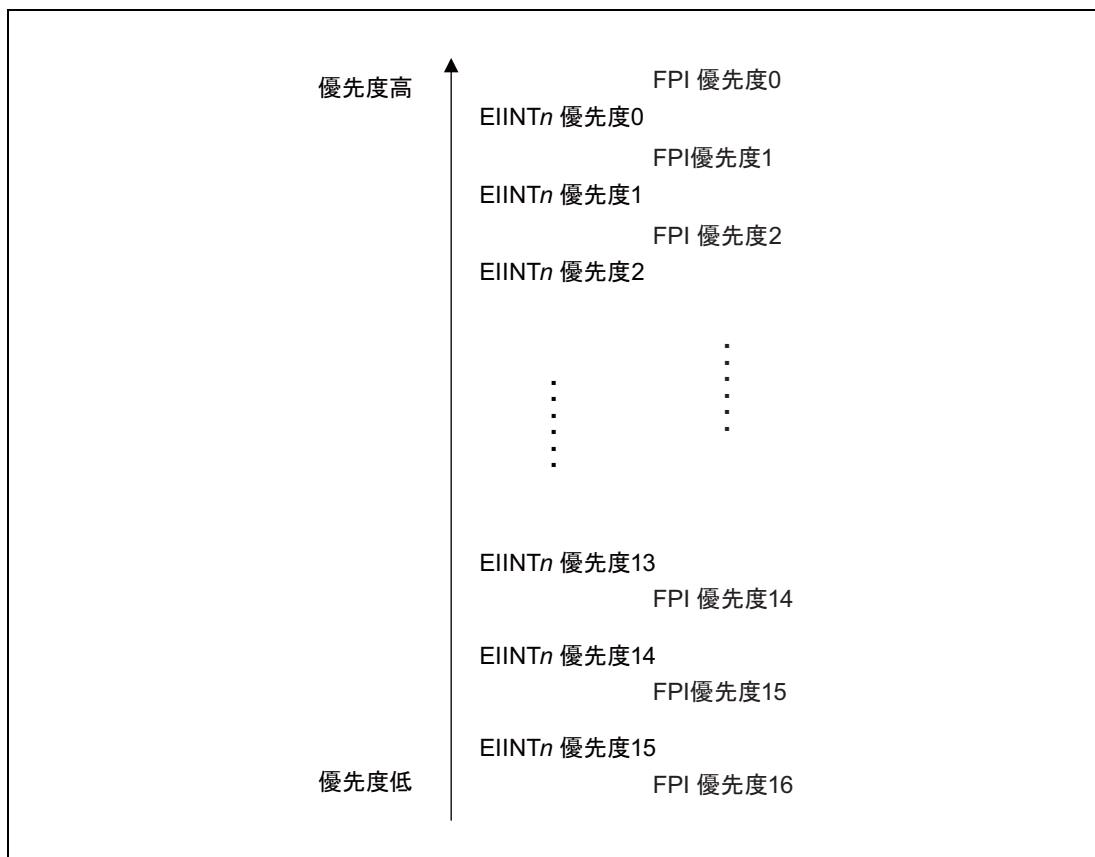 優先度高
FPI 優先度0
EIINTn 優先度0
FPI優先度1
EIINTn 優先度1
FPI 優先度2
EIINTn 優先度2
EIINTn 優先度13
FPI 優先度14
EIINTn 優先度14
FPI優先度15
EIINTn 優先度15
優先度低
FPI 優先度16